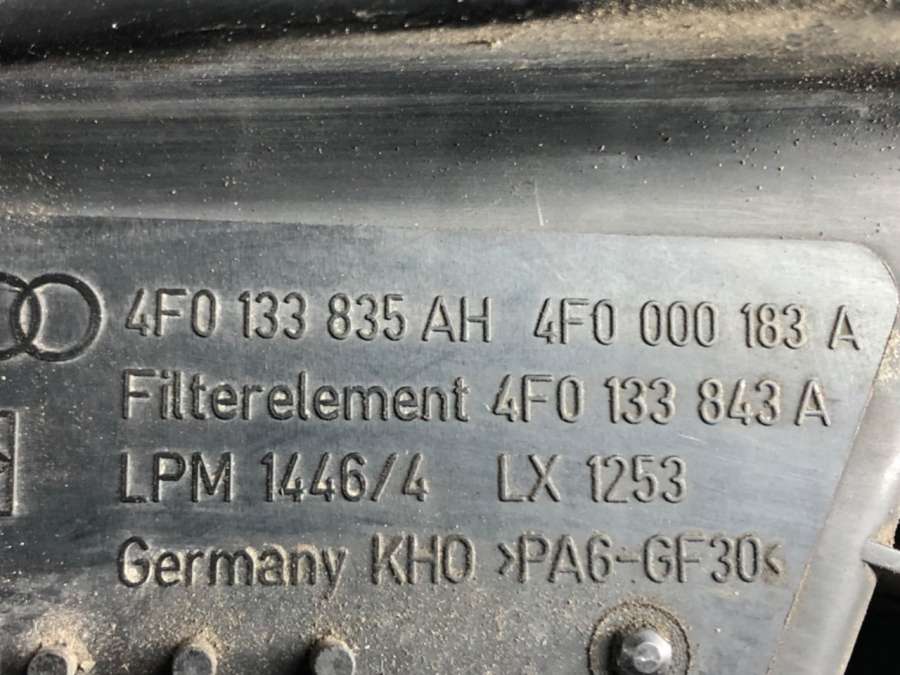 4F0 133 835 AH 4F0 000 183 A
Filterelement 4F0 133 843 A
LPM 1446/4 LX 1253
Germany KHO >PA6-GF30<